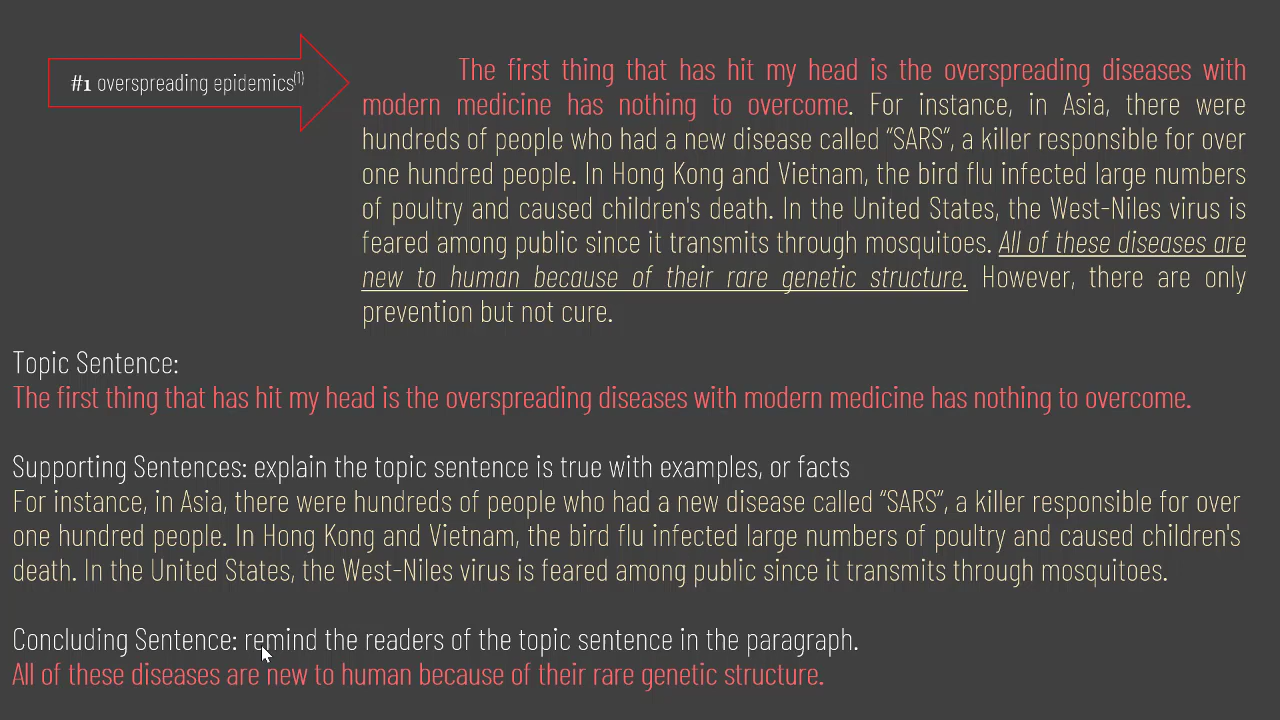 #1 overspreading epidemics(1)
The first thing that has hit my head is the overspreading diseases with
modern medicine has nothing to overcome. For instance, in Asia, there were
hundreds of people who had a new disease called “SARS”, a killer responsible for over
one hundred people. In Hong Kong and Vietnam, the bird flu infected large numbers
of poultry and caused children's death. In the United States, the West-Niles virus is
feared among public since it transmits through mosquitoes. All of these diseases are
new to human because of their rare genetic structure. However, there are only
prevention but not cure.
Topic Sentence:
The first thing that has hit my head is the overspreading diseases with modern medicine has nothing to overcome.
Supporting Sentences: explain the topic sentence is true with examples, or facts
For instance, in Asia, there were hundreds of people who had a new disease called “SARS”, a killer responsible for over
one hundred people. In Hong Kong and Vietnam, the bird flu infected large numbers of poultry and caused children's
death. In the United States, the West-Niles virus is feared among public since it transmits through mosquitoes.
Concluding Sentence: remind the readers of the topic sentence in the paragraph.
All of these diseases are new to human because of their rare genetic structure.